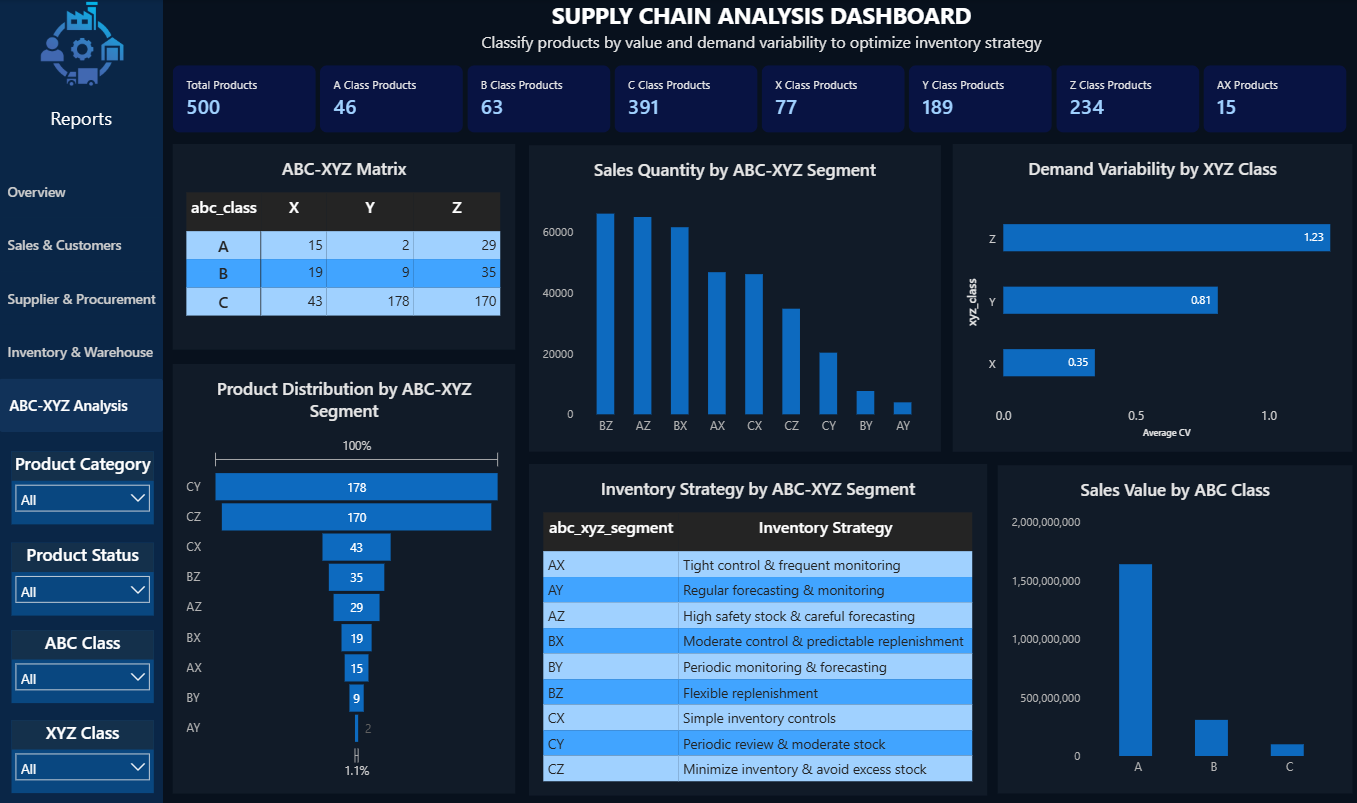 SUPPLY CHAIN ANALYSIS DASHBOARD
Classify products by value and demand variability to optimize inventory strategy
Reports
Overview
Sales & Customers
Supplier & Procurement
Inventory & Warehouse
ABC-XYZ Analysis
Product Category
All
Product Status
All
ABC Class
All
XYZ Class
All
Total Products
500
A Class Products
46
B Class Products
63
C Class Products
391
X Class Products
77
Y Class Products
189
Z Class Products
234
AX Products
15
ABC-XYZ Matrix
abc_class X Y Z
A 15 2 29
B 19 9 35
C 43 178 170
Sales Quantity by ABC-XYZ Segment
60000
40000
20000
0
BZ AZ BX AX CX CZ CY BY AY
Demand Variability by XYZ Class
xyz_class
Z 1.23
Y 0.81
X 0.35
0.0 0.5 1.0
Average CV
Product Distribution by ABC-XYZ
Segment
100%
CY 178
CZ 170
CX 43
BZ 35
AZ 29
BX 19
AX 15
BY 9
AY 2
1.1%
Inventory Strategy by ABC-XYZ Segment
abc_xyz_segment Inventory Strategy
AX Tight control & frequent monitoring
AY Regular forecasting & monitoring
AZ High safety stock & careful forecasting
BX Moderate control & predictable replenishment
BY Periodic monitoring & forecasting
BZ Flexible replenishment
CX Simple inventory controls
CY Periodic review & moderate stock
CZ Minimize inventory & avoid excess stock
Sales Value by ABC Class
2,000,000,000
1,500,000,000
1,000,000,000
500,000,000
0
A B C